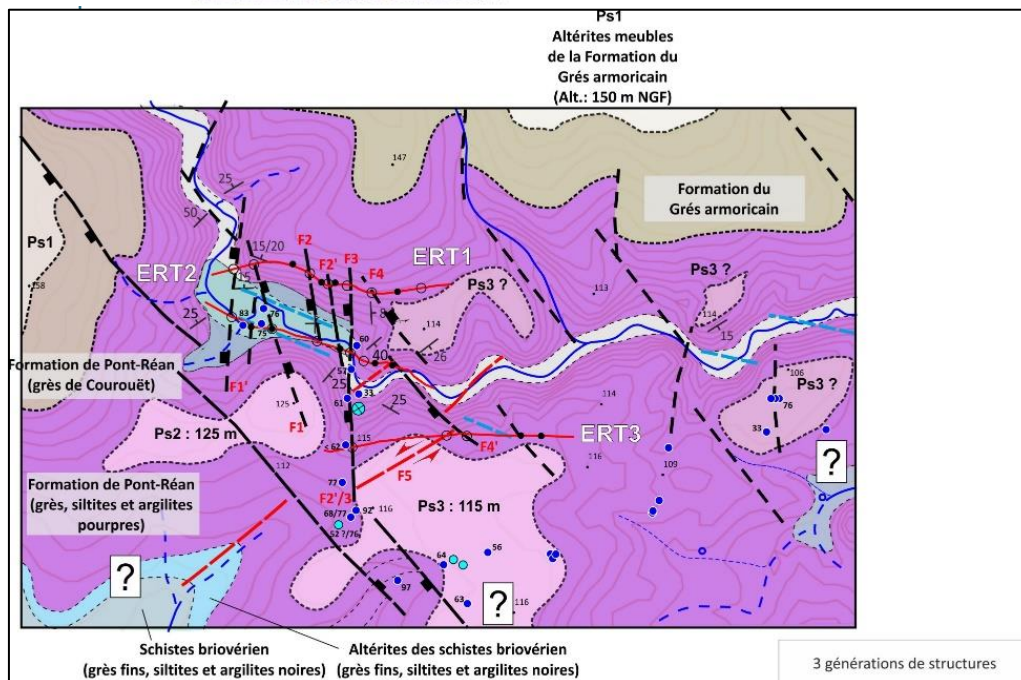 Ps1
Altérites meubles
de la Formation du
Grés armoricain
(Alt.: 150 m NGF)
147
25
Formation du
Grés armoricain
50
Ps1
15/20
F2
F2'
F3
ERT1
F4
ERT2
15
Ps3 ?
158
113
8
114
114
15
83
76
75
25
60
40
26
106
Formation de Pont-Réan
(grès de Courouët)
57
Ps3 ?
F1'
25
33
61
25
76
125
114
F1
33
Ps2 : 125 m
ERT3
62
115
F4'
?
112
116
109
F5
Formation de Pont-Réan
(grès, siltites et argilites
pourpres)
77
F2'/3
Ps3 : 115 m
68/77
92
116
52 ?/76
56
64
?
97
63
?
116
Schistes briovérien
(grès fins, siltites et argilites noires)
Altérites des schistes briovérien
(grès fins, siltites et argilites noires)
3 générations de structures